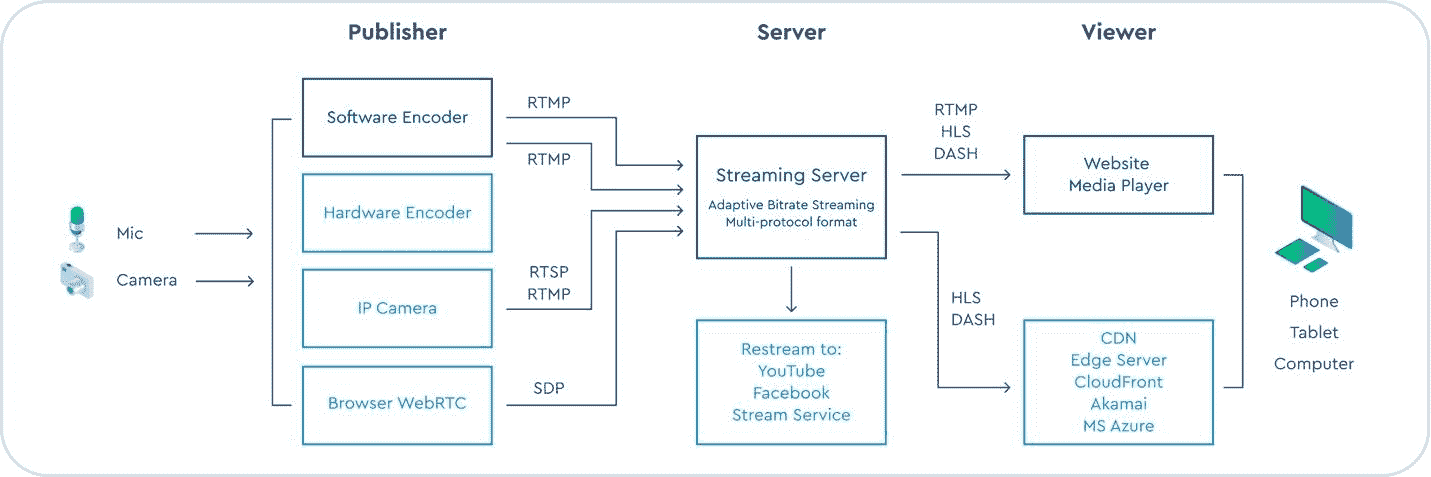 Publisher
Server
Viewer
Mic
Camera
Software Encoder
Hardware Encoder
IP Camera
Browser WebRTC
RTMP
RTMP
RTSP
RTMP
SDP
Streaming Server
Adaptive Bitrate Streaming
Multi-protocol format
Restream to:
YouTube
Facebook
Stream Service
RTMP
HLS
DASH
HLS
DASH
Website
Media Player
CDN
Edge Server
CloudFront
Akamai
MS Azure
Phone
Tablet
Computer